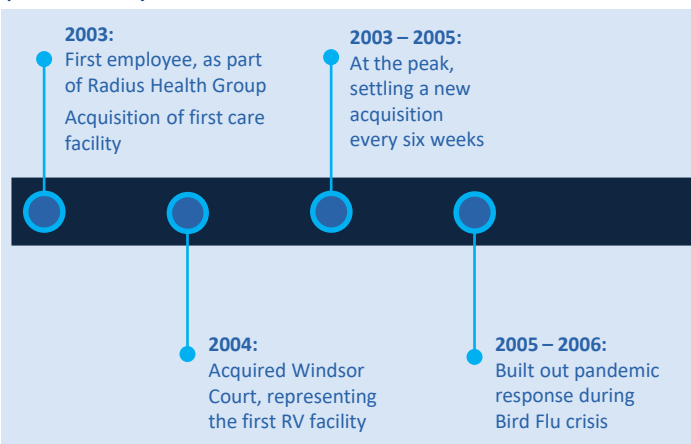 2003:
First employee, as part
of Radius Health Group
Acquisition of first care
facility
2003 – 2005:
At the peak,
settling a new
acquisition
every six weeks
2004:
Acquired Windsor
Court, representing
the first RV facility
2005 – 2006:
Built out pandemic
response during
Bird Flu crisis